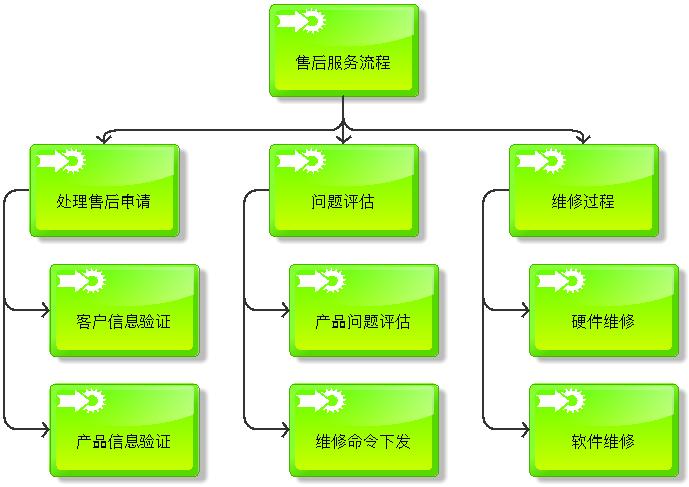 售后服务流程
处理售后申请
问题评估
维修过程
客户信息验证
产品问题评估
硬件维修
产品信息验证
维修命令下发
软件维修